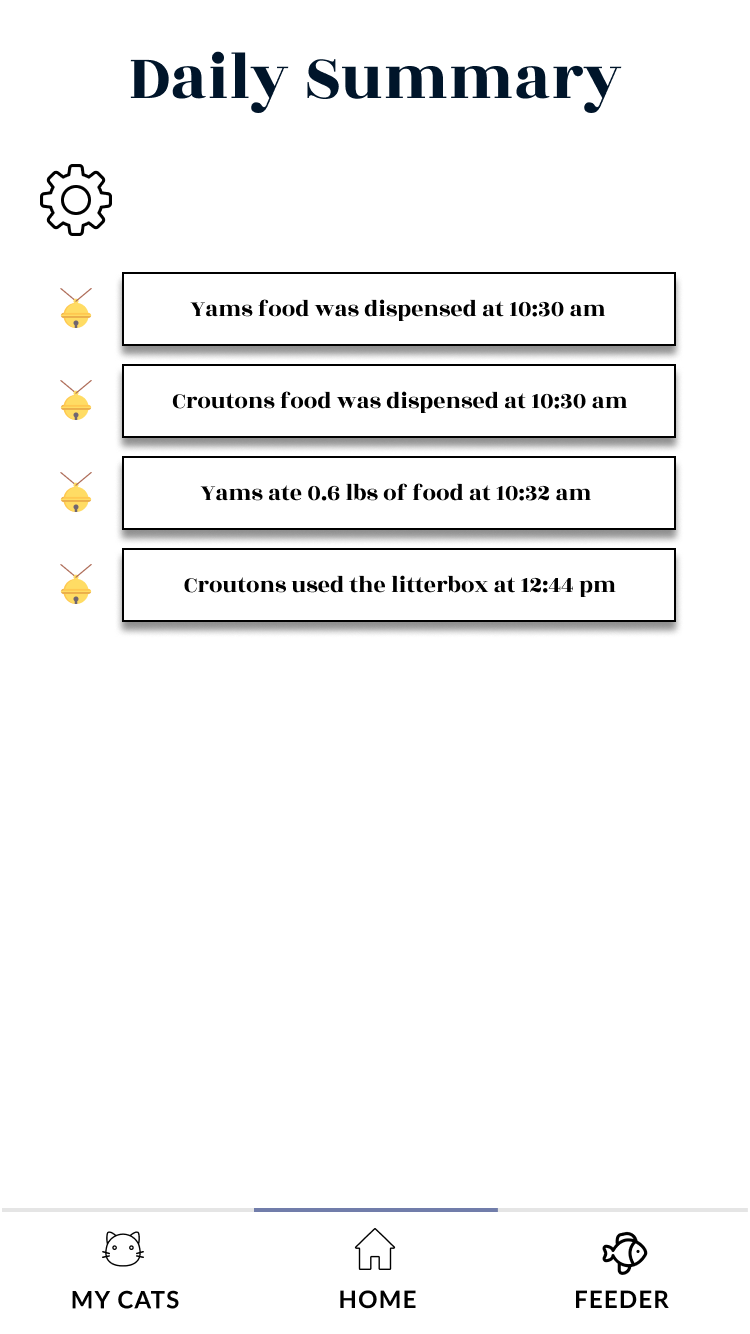 Daily Summary
Yams food was dispensed at 10:30 am
Croutons food was dispensed at 10:30 am
Yams ate 0.6 lbs of food at 10:32 am
Croutons used the litterbox at 12:44 pm
MY CATS
HOME
FEEDER